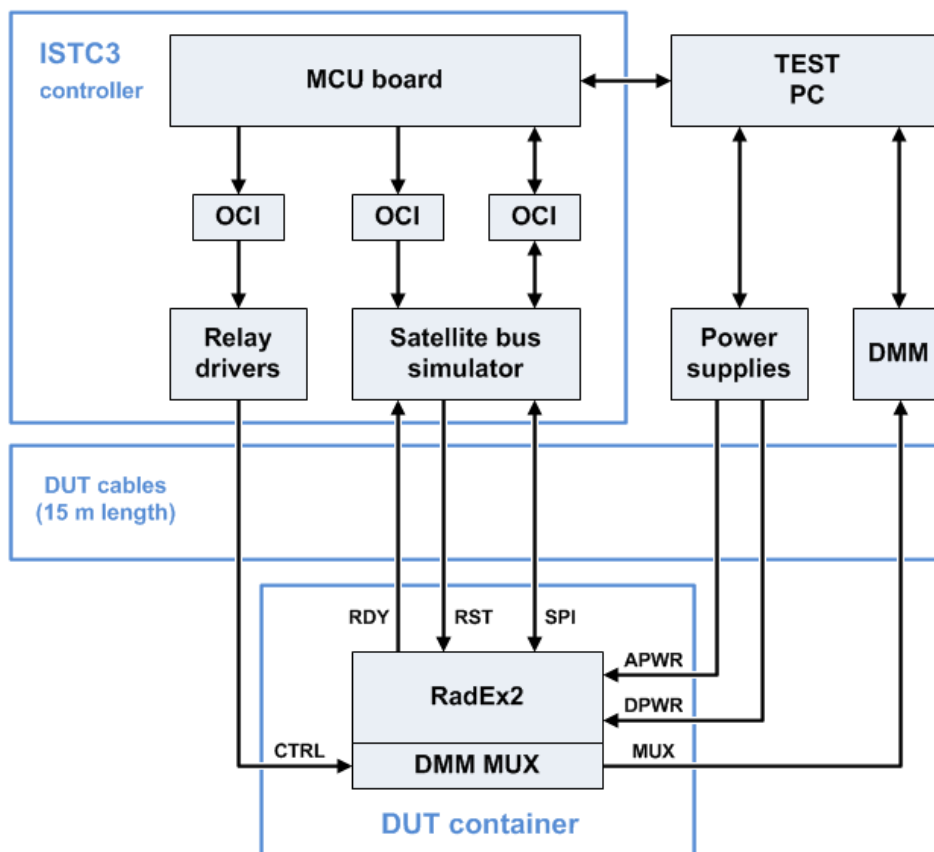 ISTC3
controller
MCU board
TEST
PC
OCI
OCI
OCI
Relay
drivers
Satellite bus
simulator
Power
supplies
DMM
DUT cables
(15 m length)
RDY
RST
SPI
APWR
RadEx2
DPWR
CTRL
DMM MUX
MUX
DUT container